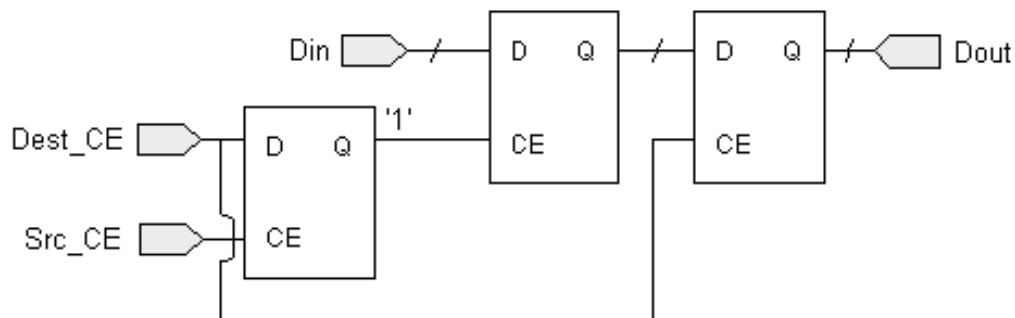 Din
D Q
D Q
Dout
CE
CE
Dest_CE
D Q
'1'
Src_CE
CE